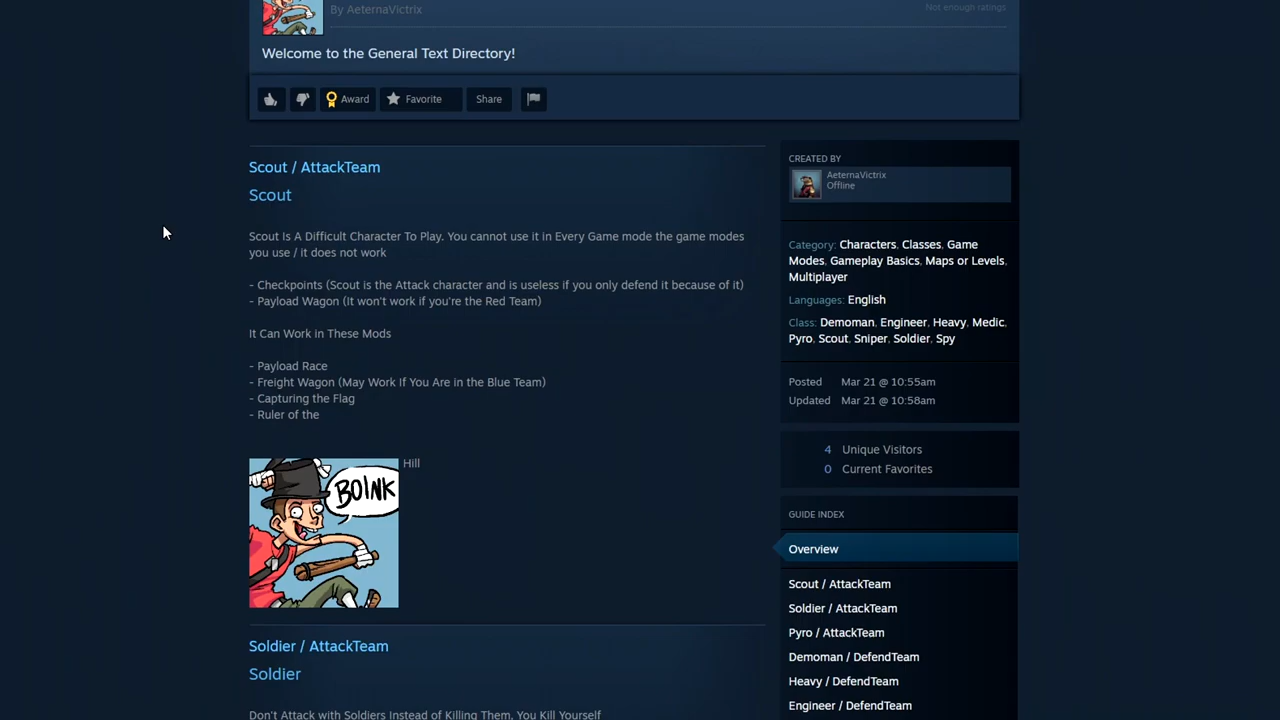 By AeternaVictrix
Not enough ratings
Welcome to the General Text Directory!
Award
Favorite
Share
Scout / AttackTeam
Scout
Scout Is A Difficult Character To Play. You cannot use it in Every Game mode the game modes
you use / it does not work
- Checkpoints (Scout is the Attack character and is useless if you only defend it because of it)
- Payload Wagon (It won't work if you're the Red Team)
It Can Work in These Mods
- Payload Race
- Freight Wagon (May Work If You Are in the Blue Team)
- Capturing the Flag
- Ruler of the
Hill
BOINK
Soldier / AttackTeam
Soldier
Don't Attack with Soldiers Instead of Killing Them, You Kill Yourself
CREATED BY
AeternaVictrix
Offline
Category: Characters, Classes, Game
Modes, Gameplay Basics, Maps or Levels,
Multiplayer
Languages: English
Class: Demoman, Engineer, Heavy, Medic,
Pyro, Scout, Sniper, Soldier, Spy
Posted Mar 21 @ 10:55am
Updated Mar 21 @ 10:58am
4 Unique Visitors
0 Current Favorites
GUIDE INDEX
Overview
Scout / AttackTeam
Soldier / AttackTeam
Pyro / AttackTeam
Demoman / DefendTeam
Heavy / DefendTeam
Engineer / DefendTeam